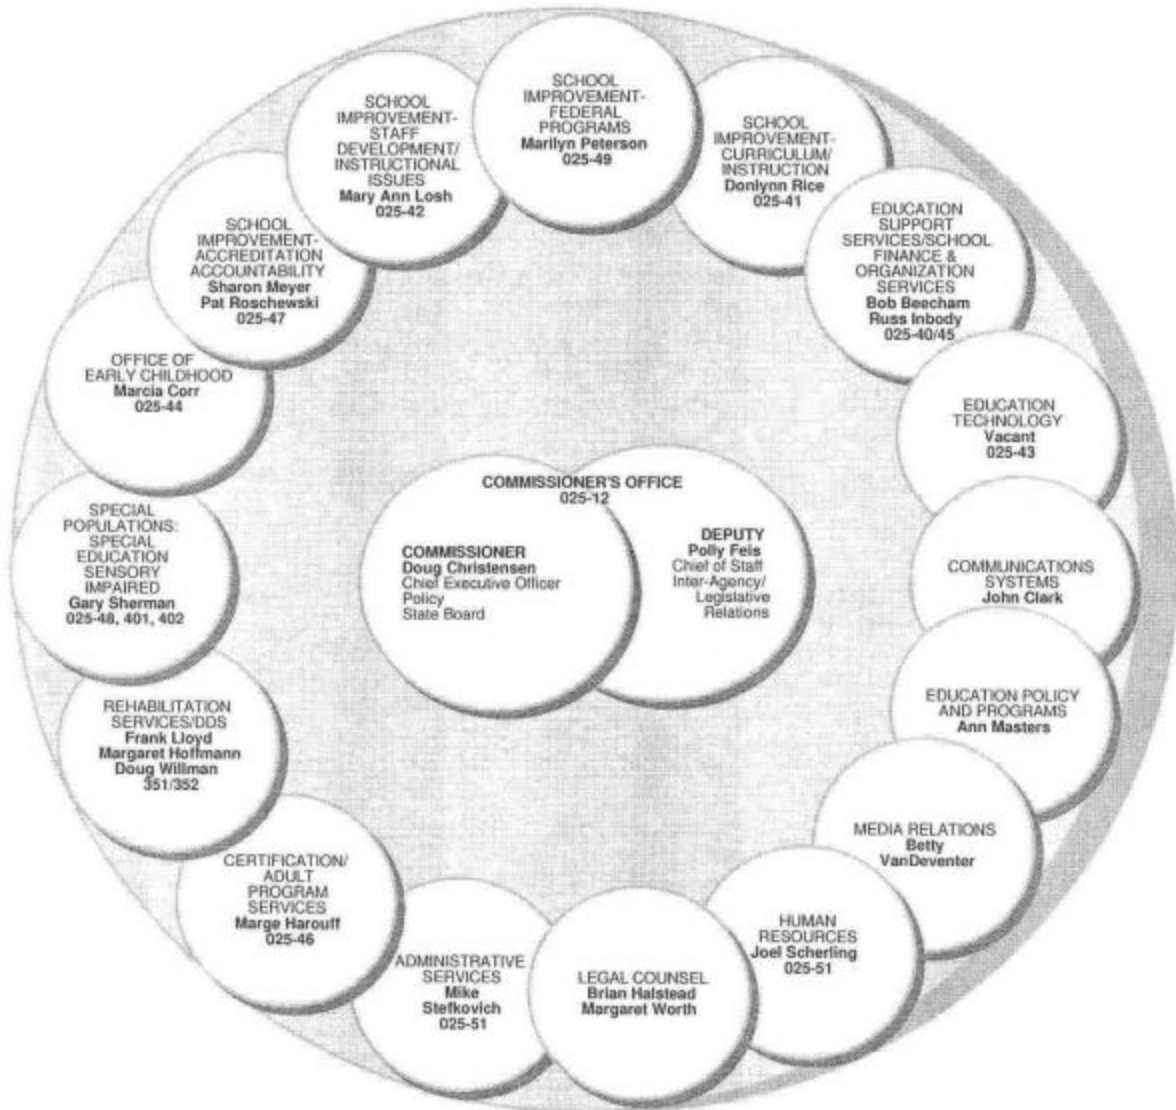 SCHOOL
IMPROVEMENT-
FEDERAL
PROGRAMS
Marilyn Peterson
025-49
SCHOOL
IMPROVEMENT-
CURRICULUM/
INSTRUCTION
Donlynn Rice
025-41
EDUCATION
SUPPORT
SERVICES/SCHOOL
FINANCE &
ORGANIZATION
SERVICES
Bob Beecham
Russ Inbody
025-40/45
EDUCATION
TECHNOLOGY
Vacant
025-43
COMMUNICATIONS
SYSTEMS
John Clark
EDUCATION POLICY
AND PROGRAMS
Ann Masters
MEDIA RELATIONS
Betty
VanDeventer
HUMAN
RESOURCES
Joel Scherling
025-51
LEGAL COUNSEL
Brian Halstead
Margaret Worth
ADMINISTRATIVE
SERVICES
Mike
Stefkovich
025-51
CERTIFICATION/
ADULT
PROGRAM
SERVICES
Marge Harouff
025-46
REHABILITATION
SERVICES/DDS
Frank Lloyd
Margaret Hoffmann
Doug Willman
351/352
SPECIAL
POPULATIONS:
SPECIAL
EDUCATION
SENSORY
IMPAIRED
Gary Sherman
025-48, 401, 402
OFFICE OF
EARLY CHILDHOOD
Marcia Corr
025-44
SCHOOL
IMPROVEMENT-
ACCREDITATION
ACCOUNTABILITY
Sharon Meyer
Pat Roschewski
025-47
SCHOOL
IMPROVEMENT-
STAFF
DEVELOPMENT/
INSTRUCTIONAL
ISSUES
Mary Ann Losh
025-42
COMMISSIONER'S OFFICE
025-12
COMMISSIONER
Doug Christensen
Chief Executive Officer
Policy
State Board
DEPUTY
Polly Feis
Chief of Staff
Inter-Agency/
Legislative
Relations